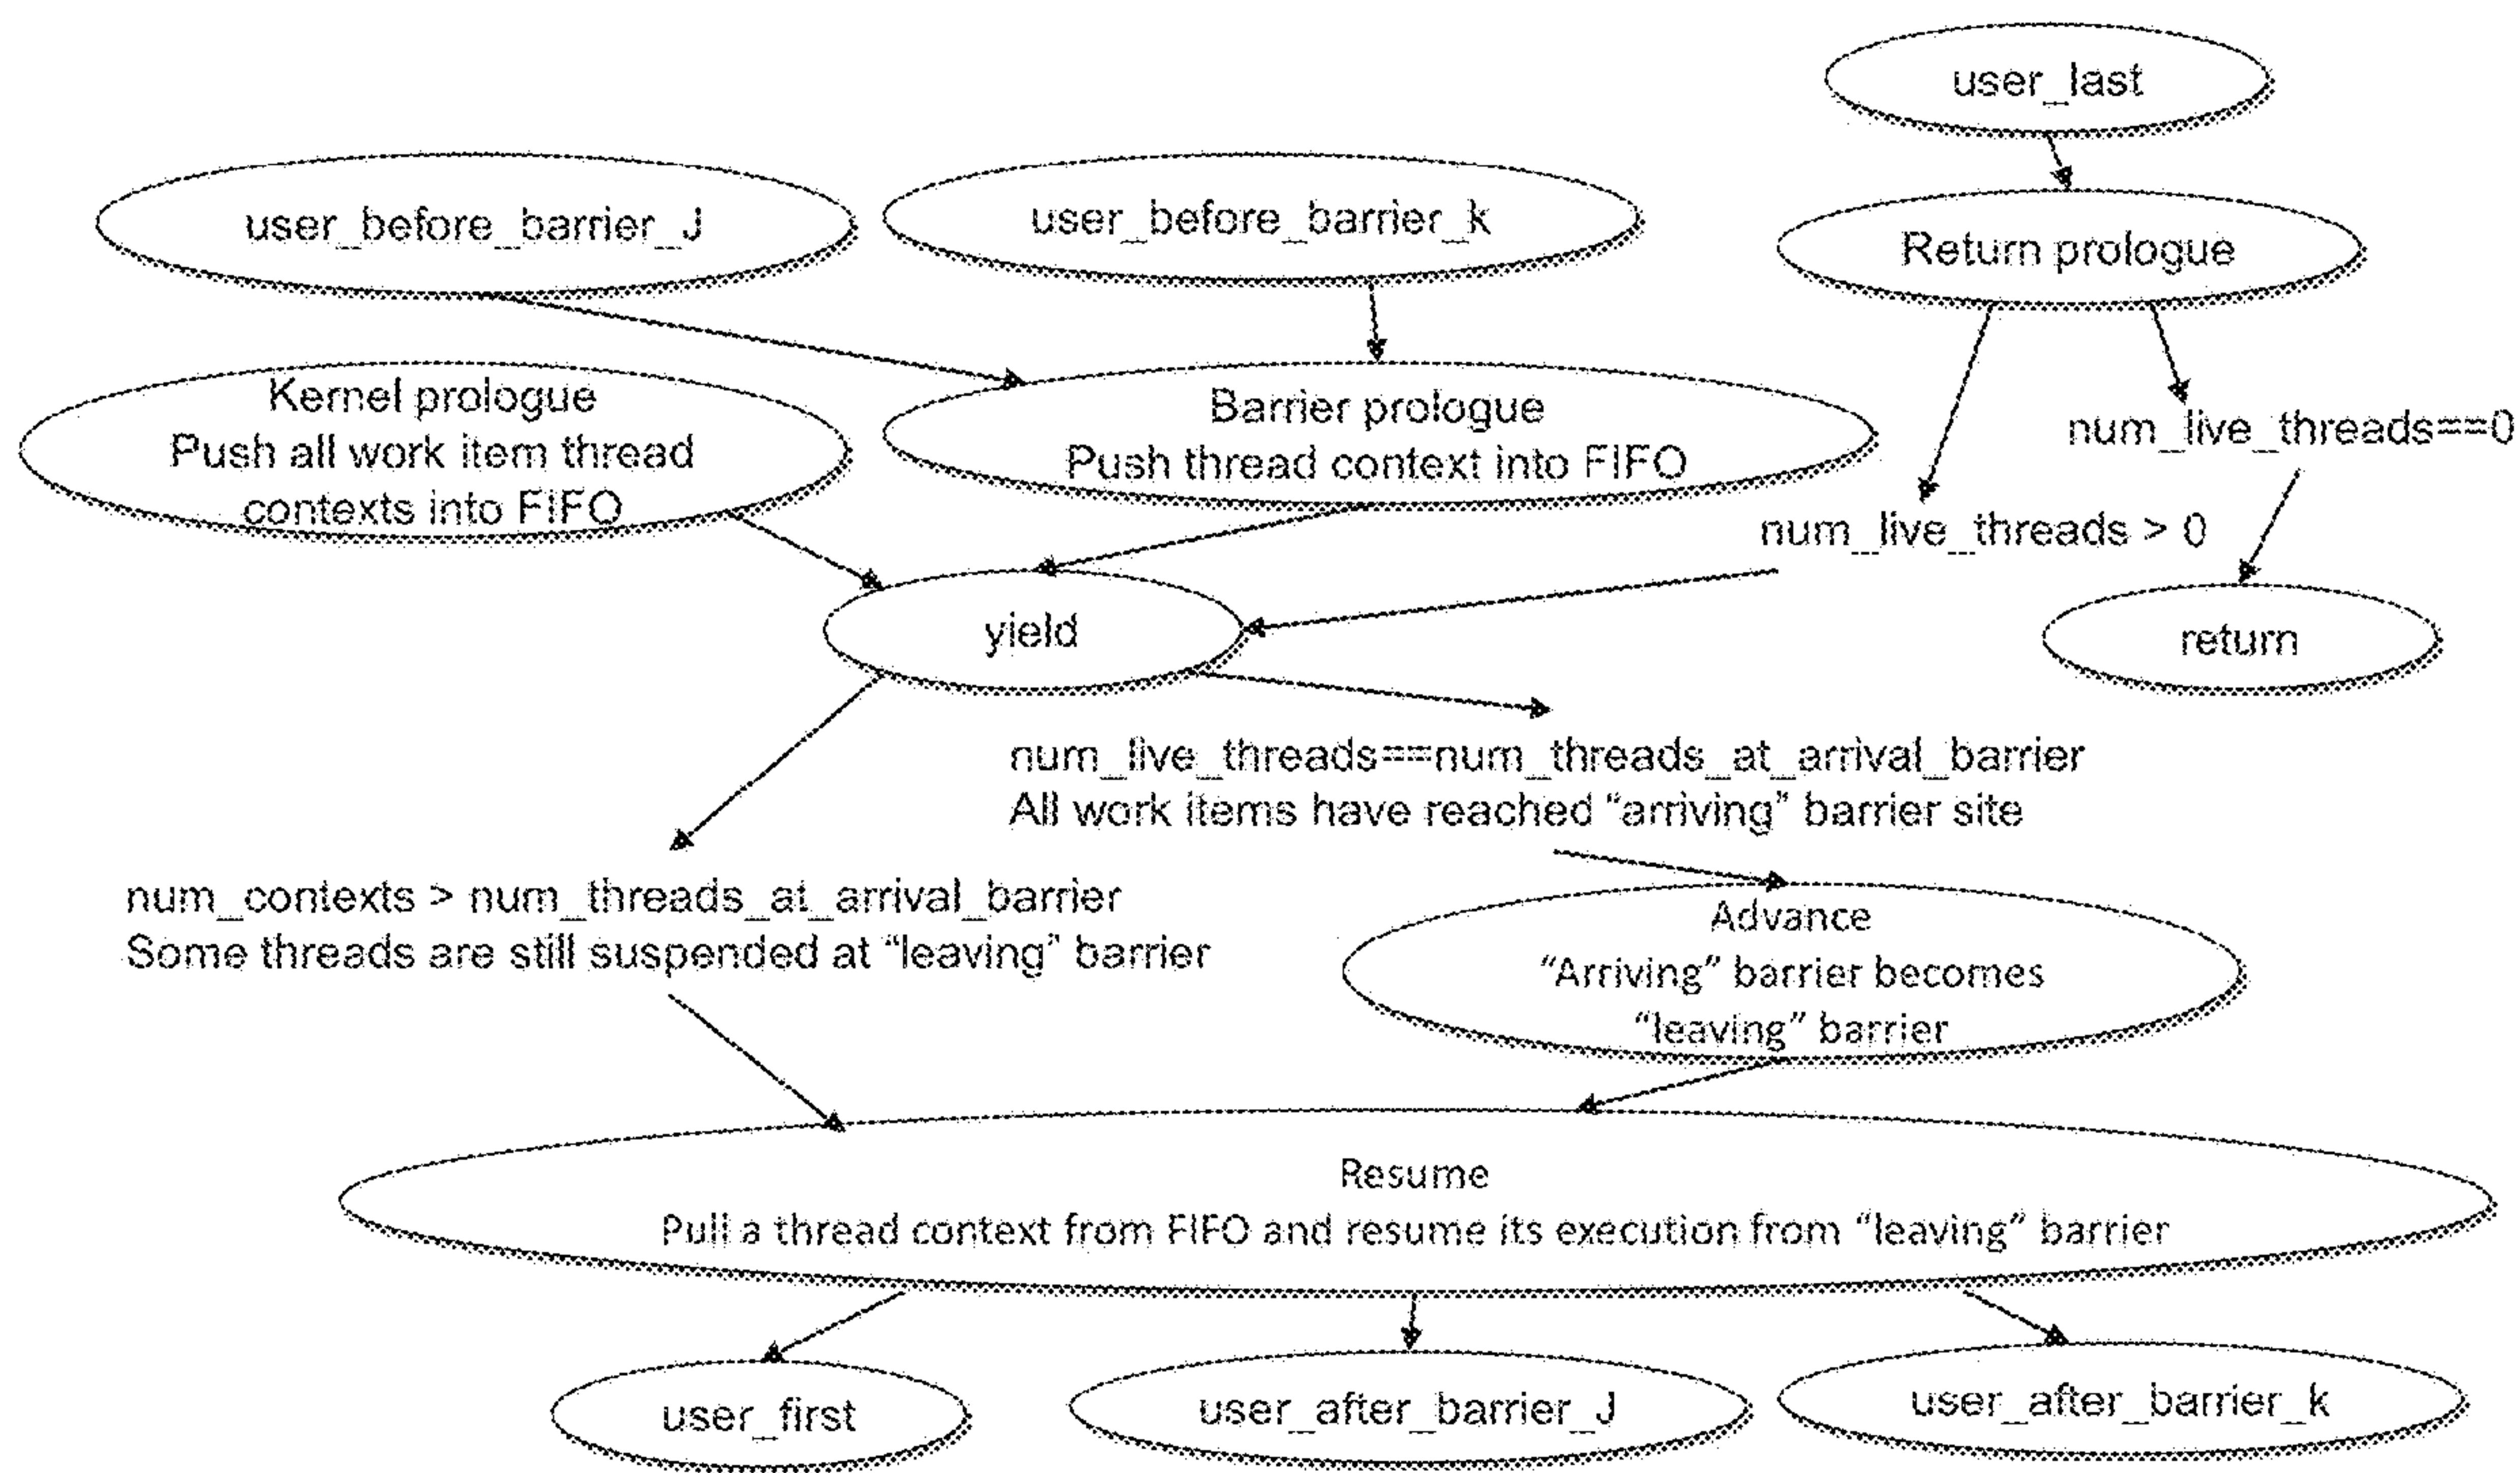 user_last
user_before_barrier_J
user_before_barrier_k
Return prologue
Kernel prologue
Push all work item thread
contexts into FIFO
Barrier prologue
Push thread context into FIFO
num_live_threads==0
num_live_threads > 0
yield
return
num_live_threads==num_threads_at_arrival_barrier
All work items have reached “arriving” barrier site
num_contexts > num_threads_at_arrival_barrier
Some threads are still suspended at “leaving” barrier
Advance
“Arriving” barrier becomes
“leaving” barrier
Resume
Pull a thread context from FIFO and resume its execution from “leaving” barrier
user_first
user_after_barrier_J
user_after_barrier_k